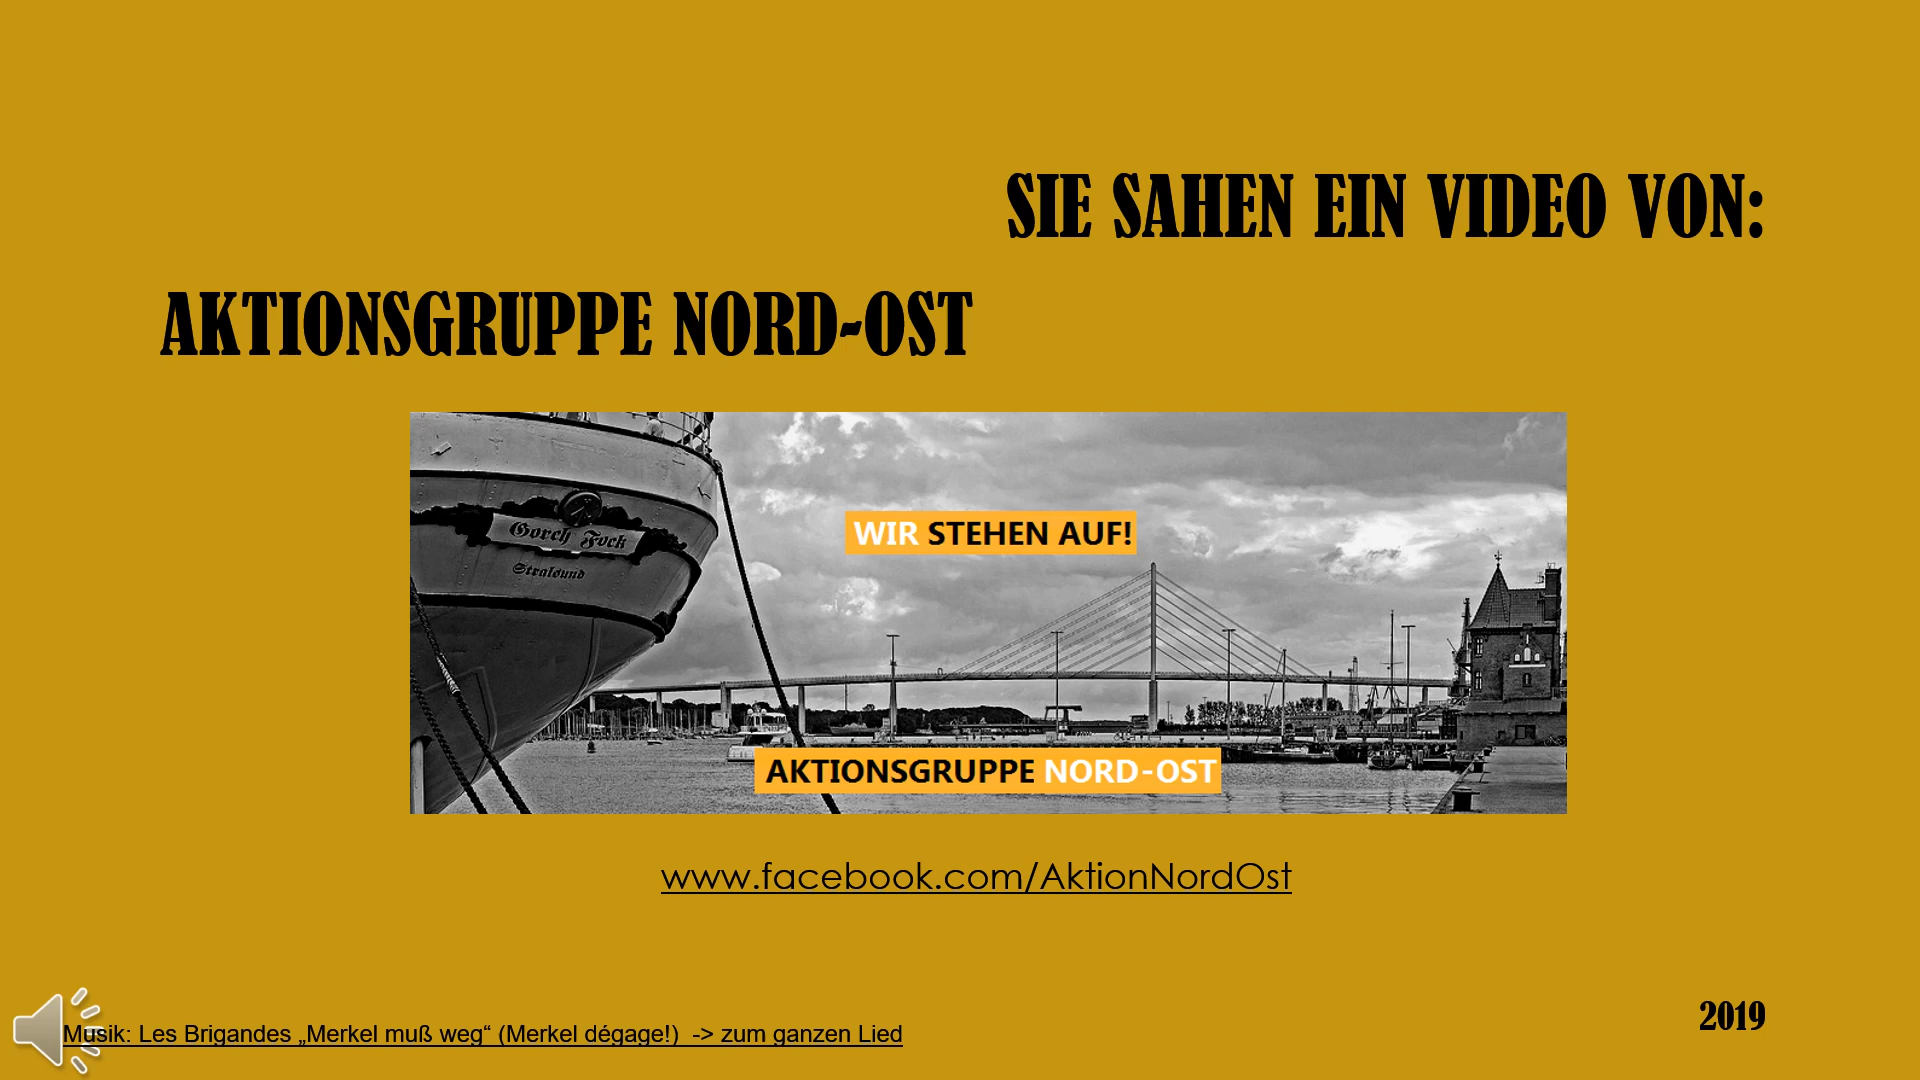 SIE SAHEN EIN VIDEO VON:
AKTIONSGRUPPE NORD-OST
Gorch Fock
Stralsund
WIR STEHEN AUF!
AKTIONSGRUPPE NORD-OST
www.facebook.com/AktionNordOst
2019
Musik: Les Brigandes „Merkel muß weg“ (Merkel dégage!) -> zum ganzen Lied